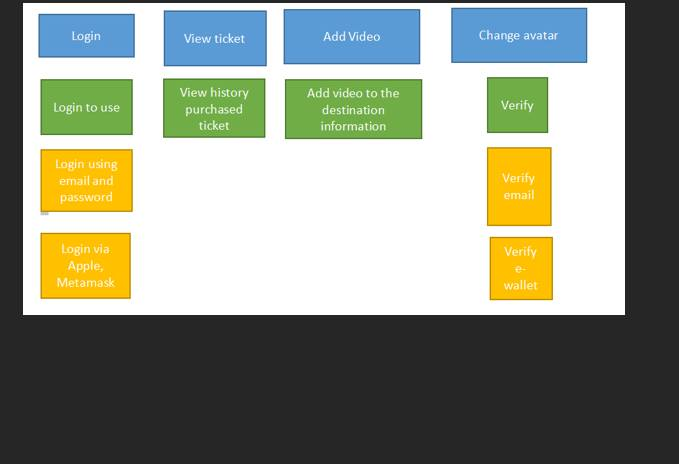 Login
View ticket
Add Video
Change avatar
Login to use
View history
purchased
ticket
Add video to the
destination
information
Verify
Login using
email and
password
Verify
email
Login via
Apple,
Metamask
Verify
e-
wallet